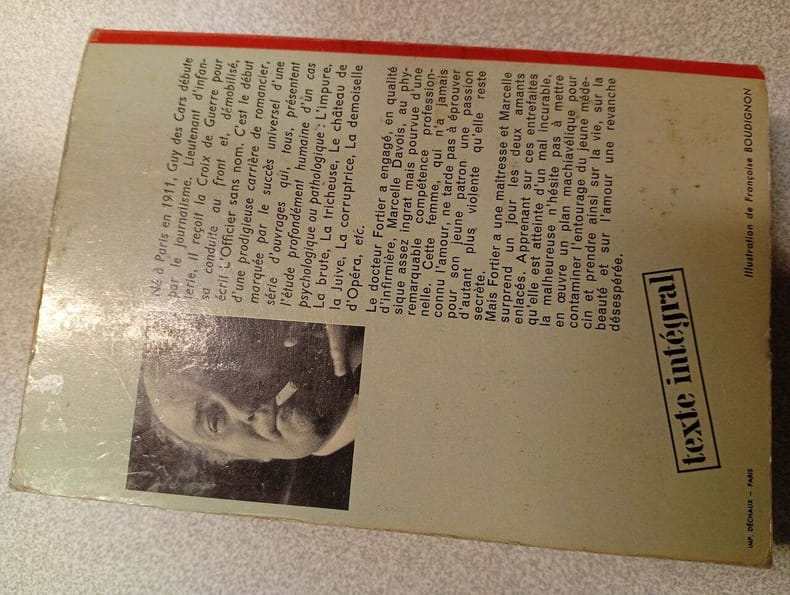 Né à Paris en 1911, Guy des Cars débute
par le journalisme. Lieutenant d'infan-
terie, il reçoit la Croix de Guerre pour
sa conduite au front et, démobilisé,
écrit L'Officier sans nom. C'est le début
d'une prodigieuse carrière de romancier,
marquée par le succès universel d'une
série d'ouvrages qui, tous, présentent
l'étude profondément humaine d'un cas
psychologique ou pathologique : L'impure,
La brute, La tricheuse, Le château de
la Juive, La corruptrice, La demoiselle
d'Opéra, etc.
Le docteur Fortier a engagé, en qualité
d'infirmière, Marcelle Davois, au phy-
sique assez ingrat mais pourvue d'une
remarquable compétence profession-
nelle. Cette femme, qui n'a jamais
connu l'amour, ne tarde pas à éprouver
pour son jeune patron une passion
d'autant plus violente qu'elle reste
secrète.
Mais Fortier a une maîtresse et Marcelle
surprend un jour les deux amants
enlacés. Apprenant sur ces entrefaites
qu'elle est atteinte d'un mal incurable,
la malheureuse n'hésite pas à mettre
en œuvre un plan machiavélique pour
contaminer l'entourage du jeune méde-
cin et prendre ainsi sur la vie, sur la
beauté et sur l'amour une revanche
désespérée.
texte intégral
Illustration de Françoise BOUDIGNON
IMP. DÉCHAUX – PARIS